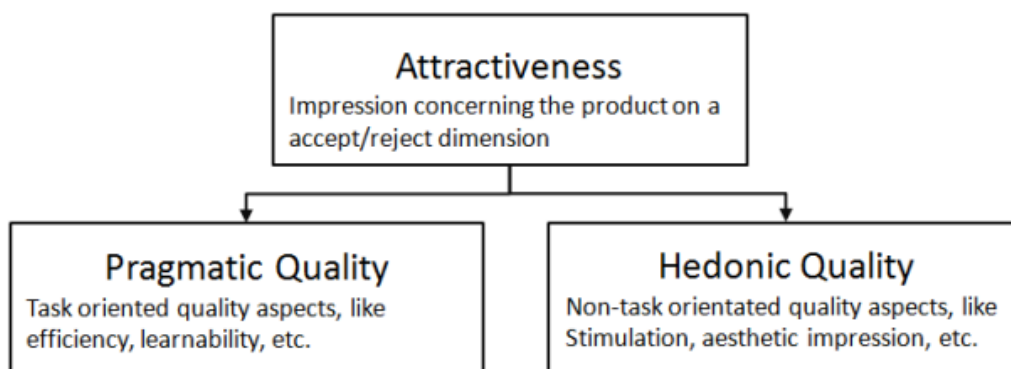 Attractiveness
Impression concerning the product on a
accept/reject dimension
Pragmatic Quality
Task oriented quality aspects, like
efficiency, learnability, etc.
Hedonic Quality
Non-task orientated quality aspects, like
Stimulation, aesthetic impression, etc.